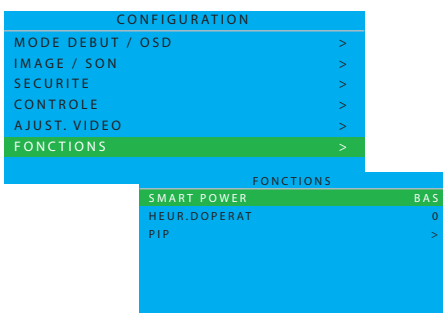 CONFIGURATION
MODE DEBUT / OSD >
IMAGE / SON >
SECURITE >
CONTROLE >
AJUST. VIDEO >
FONCTIONS >
FONCTIONS
SMART POWER BAS
HEUR.DOPERAT 0
PIP >